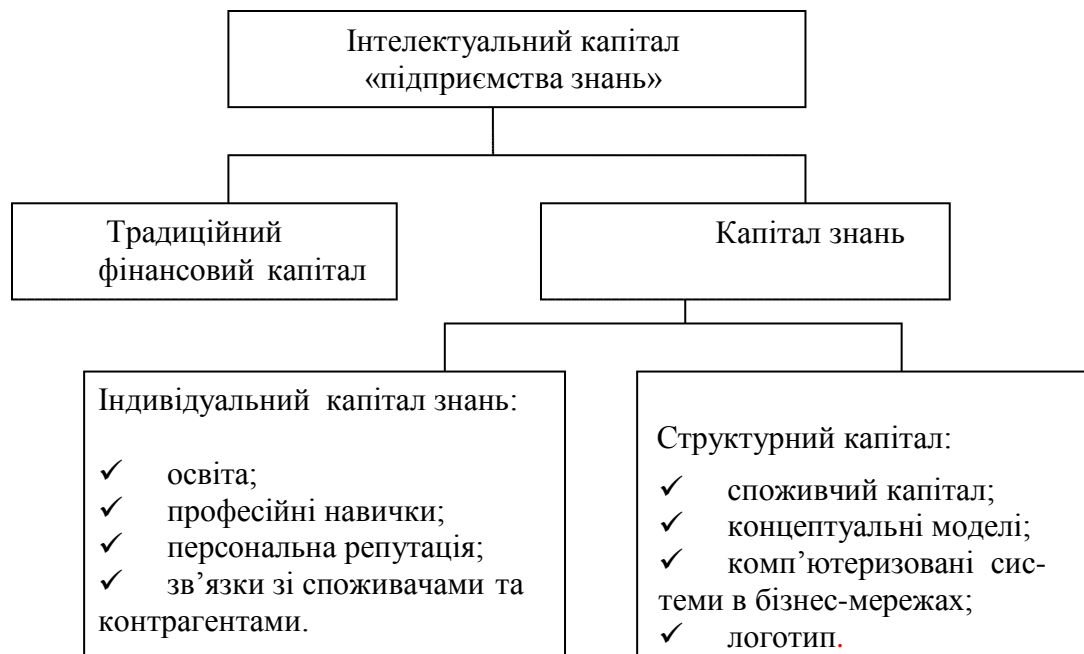 Інтелектуальний капітал
«підприємства знань»
Традиційний
фінансовий капітал
Капітал знань
Індивідуальний капітал знань:
✓ освіта;
✓ професійні навички;
✓ персональна репутація;
✓ зв’язки зі споживачами та
контрагентами.
Структурний капітал:
✓ споживчий капітал;
✓ концептуальні моделі;
✓ комп’ютеризовані сис-
теми в бізнес-мережах;
✓ логотип.